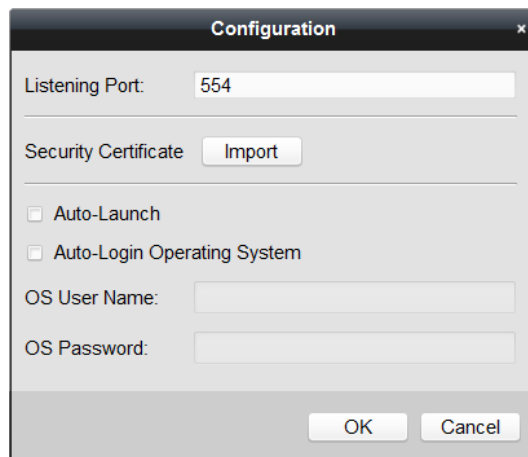 Configuration ×
Listening Port: 554
Security Certificate Import
Auto-Launch
Auto-Login Operating System
OS User Name:
OS Password:
OK Cancel